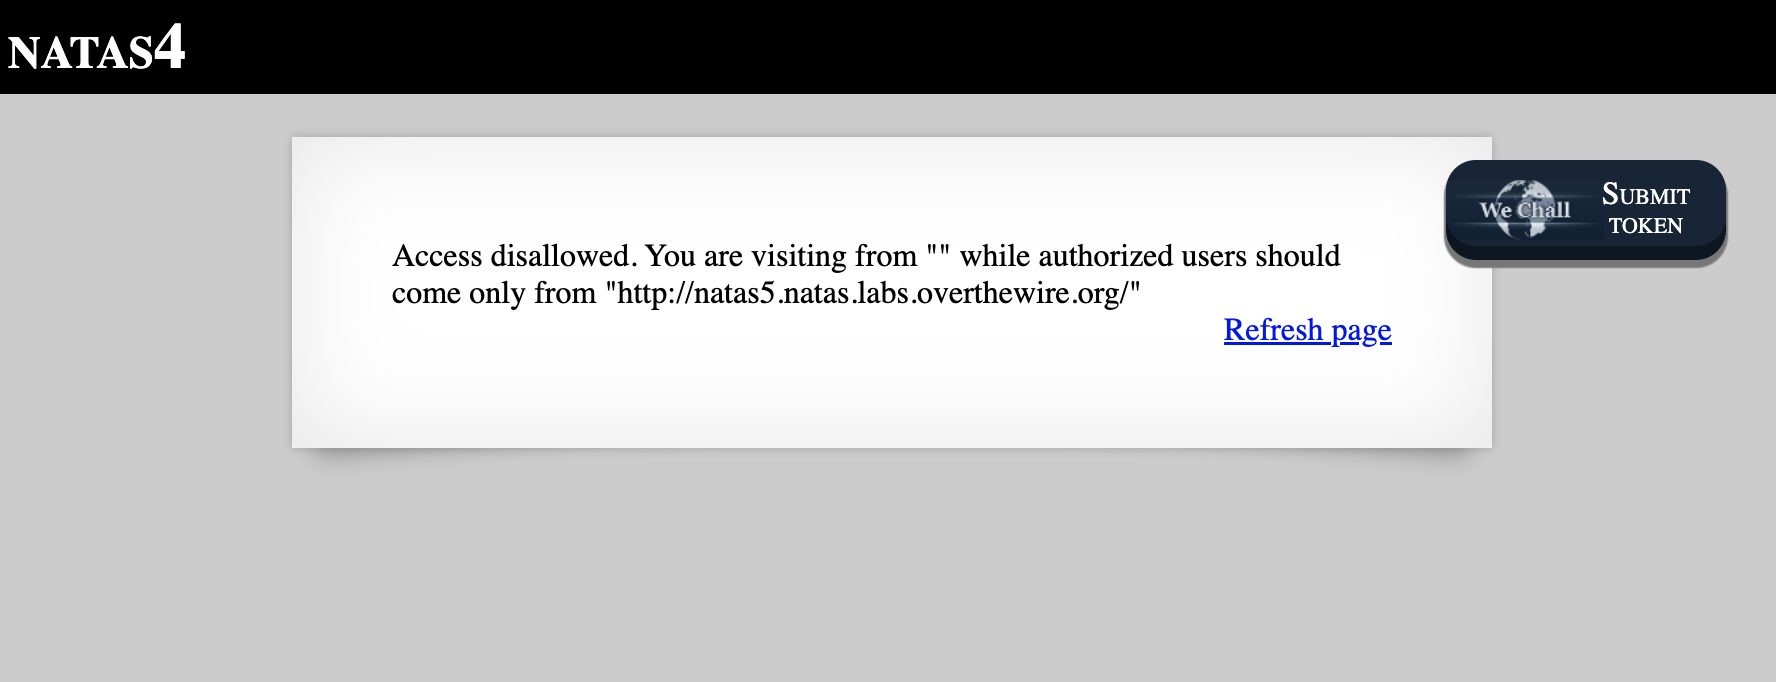 NATAS4
We Chall
SUBMIT
TOKEN
Access disallowed. You are visiting from "" while authorized users should
come only from "http://natas5.natas.labs.overthewire.org/"
Refresh page